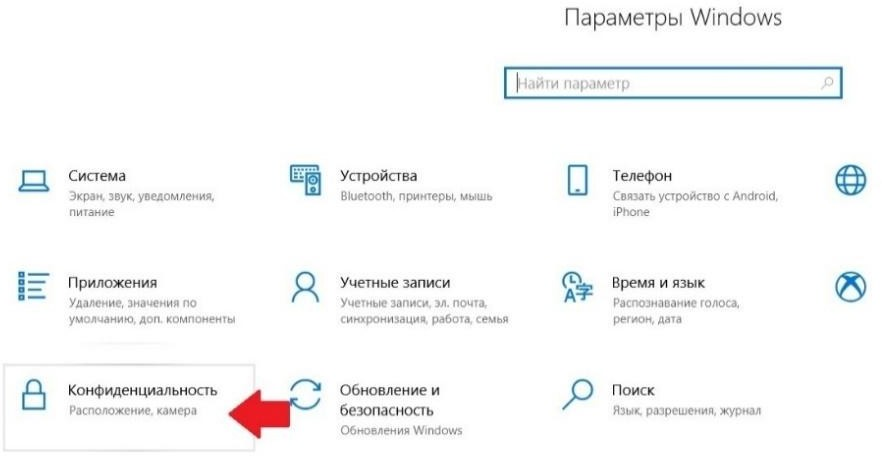 Параметры Windows
Найти параметр
Система
Экран, звук, уведомления,
питание
Устройства
Bluetooth, принтеры, мышь
Телефон
Связать устройство с Android,
iPhone
Приложения
Удаление, значения по
умолчанию, доп. компоненты
Учетные записи
Учетные записи, эл. почта,
синхронизация, работа, семья
Время и язык
Распознавание голоса,
регион, дата
Конфиденциальность
Расположение, камера
Обновление и
безопасность
Обновления Windows
Поиск
Язык, разрешения, журнал